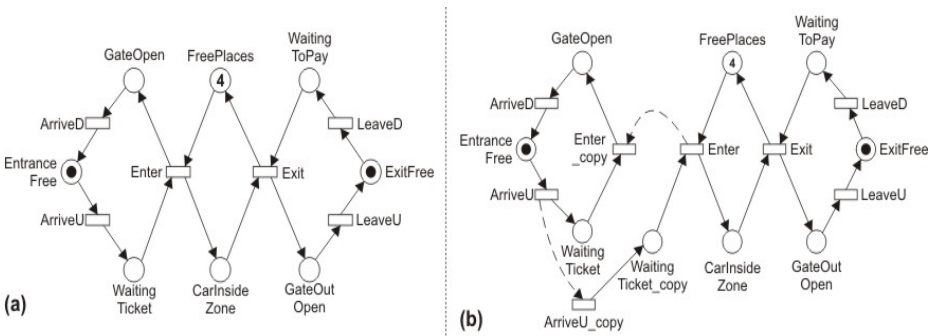 GateOpen
FreePlaces
Waiting
ToPay
4
ArriveD
LeaveD
Entrance
Free
Enter
Exit
ExitFree
ArriveU
LeaveU
Waiting
Ticket
CarInside
Zone
GateOut
Open
(a)
GateOpen
FreePlaces
Waiting
ToPay
4
ArriveD
LeaveD
Entrance
Free
Enter
_copy
Enter
Exit
ExitFree
ArriveU
LeaveU
Waiting
Ticket
Waiting
Ticket_copy
CarInside
Zone
GateOut
Open
ArriveU_copy
(b)